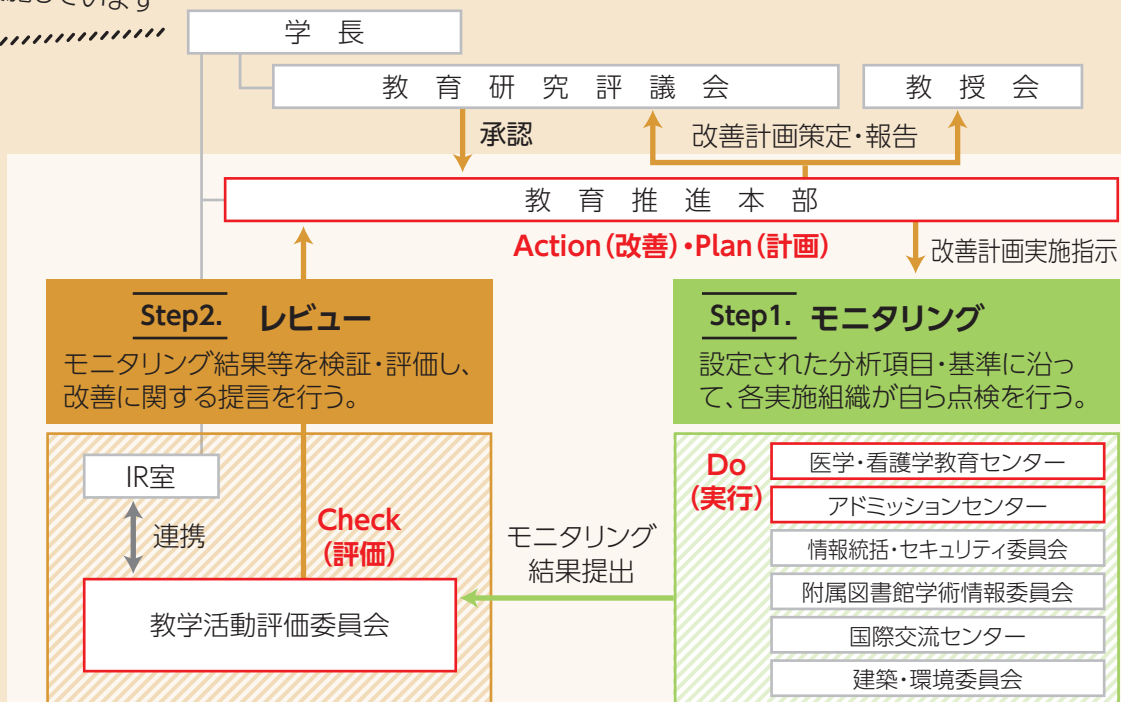 施しています
学長
教育研究評議会
教授会
承認
改善計画策定・報告
教育推進本部
Action(改善)・Plan(計画)
改善計画実施指示
Step2. レビュー
モニタリング結果等を検証・評価し、
改善に関する提言を行う。
Step1. モニタリング
設定された分析項目・基準に沿っ
て、各実施組織が自ら点検を行う。
IR室
連携
Check
(評価)
教学活動評価委員会
モニタリング
結果提出
Do
(実行)
医学・看護学教育センター
アドミッションセンター
情報統括・セキュリティ委員会
附属図書館学術情報委員会
国際交流センター
建築・環境委員会